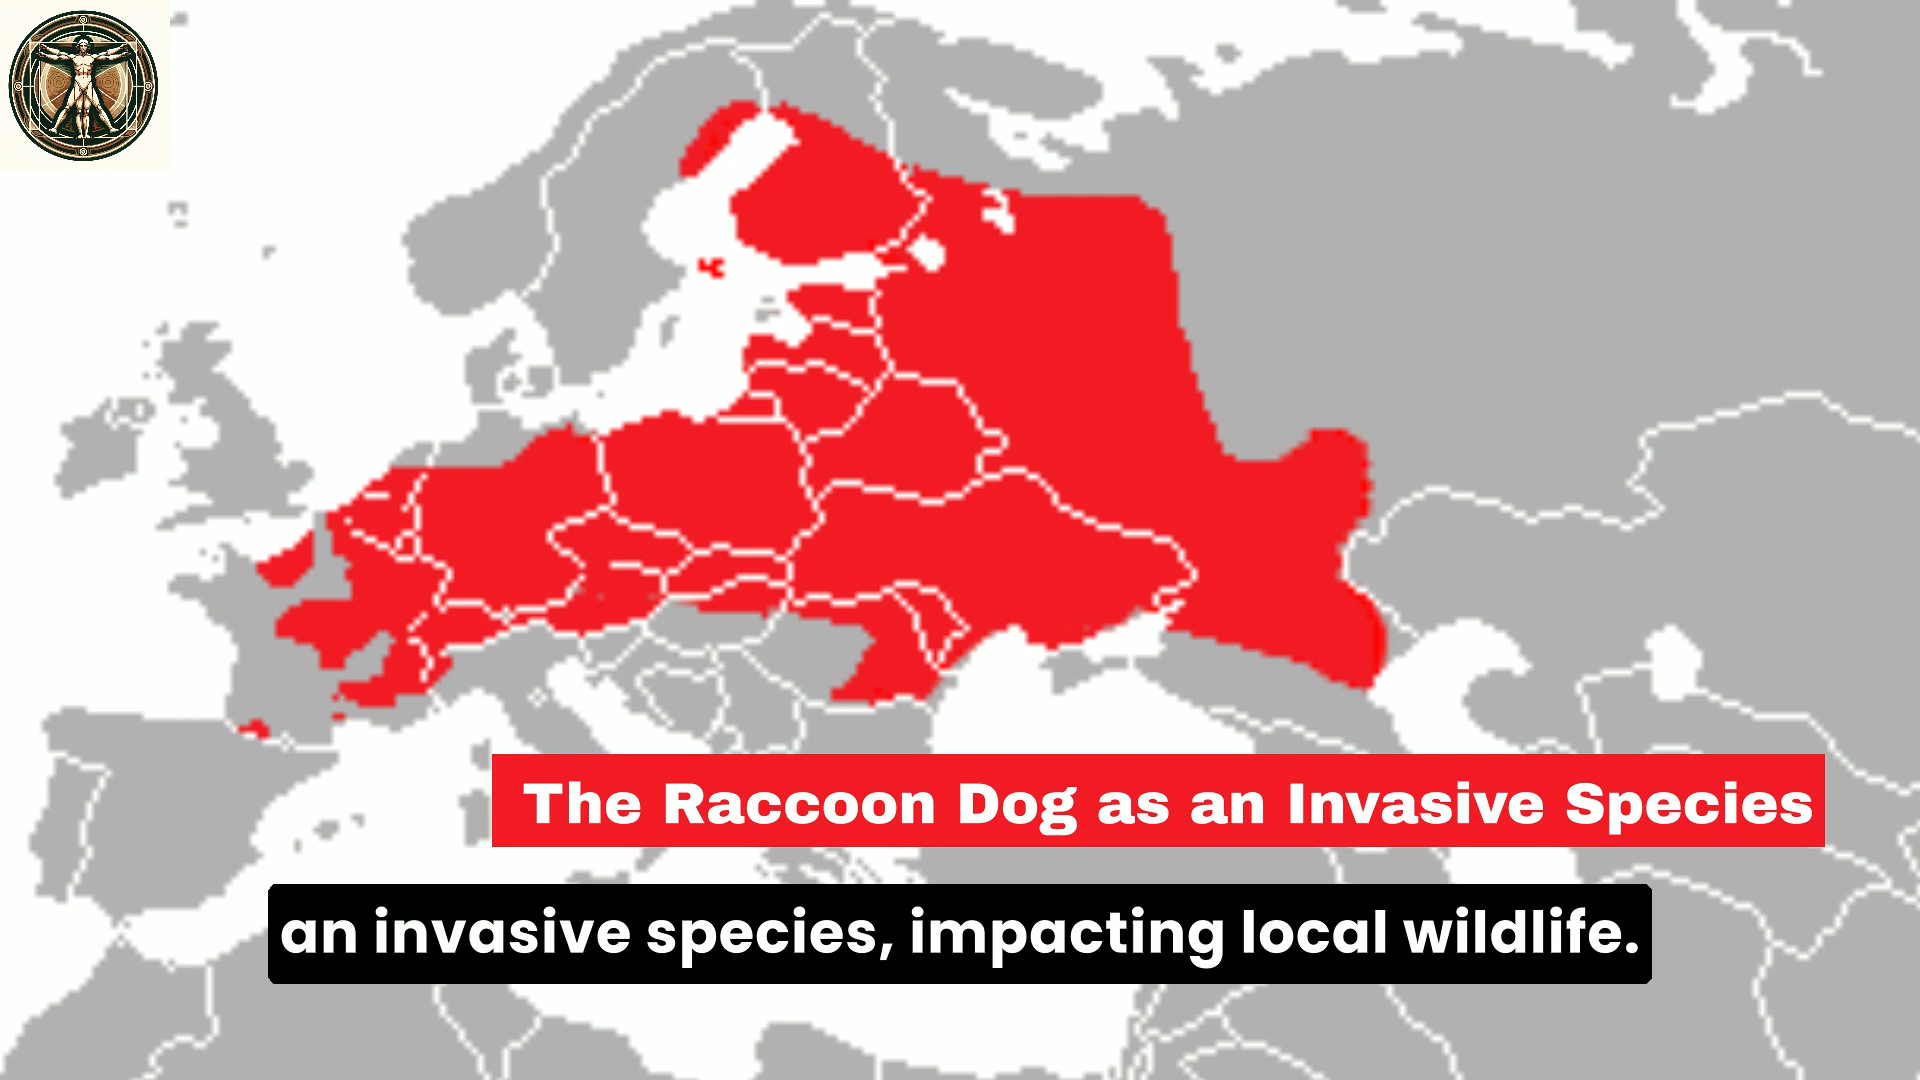 The Raccoon Dog as an Invasive Species
an invasive species, impacting local wildlife.